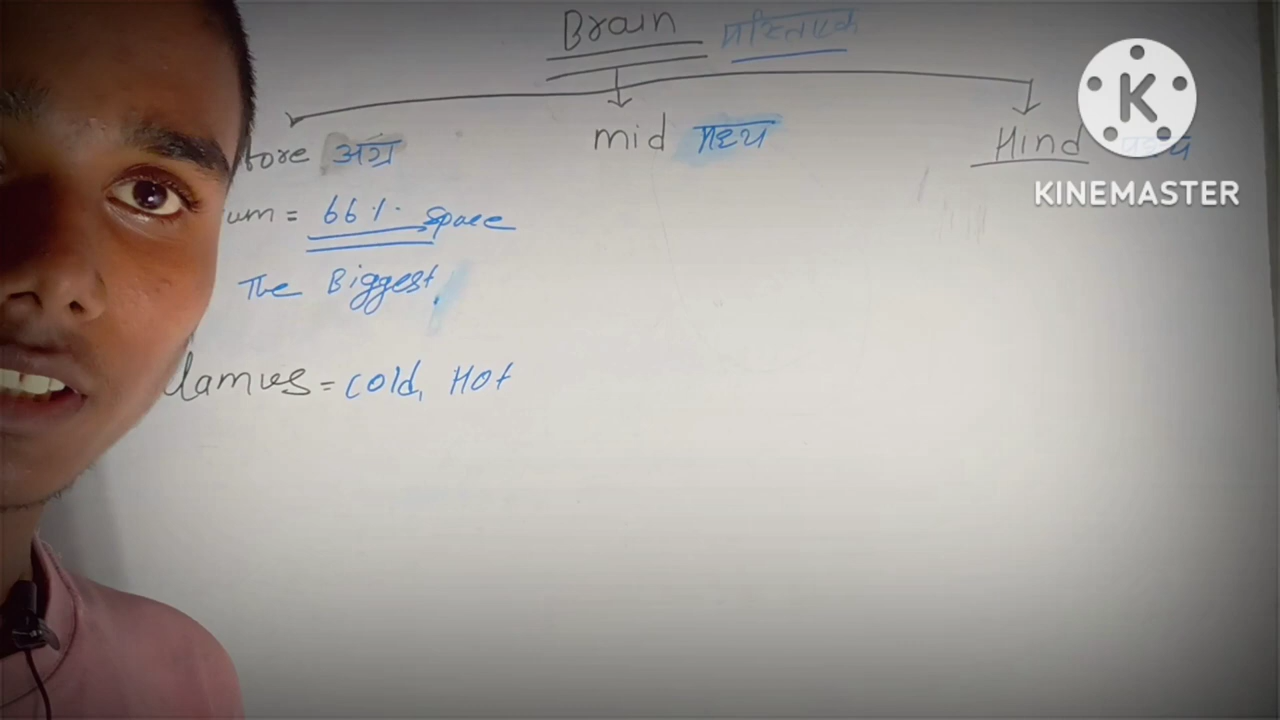 Brain मस्तिष्क
fore अग्र mid मध्य Hind
um = 66%. Space
The Biggest.
lamus = cold, Hot
K
KINEMASTER